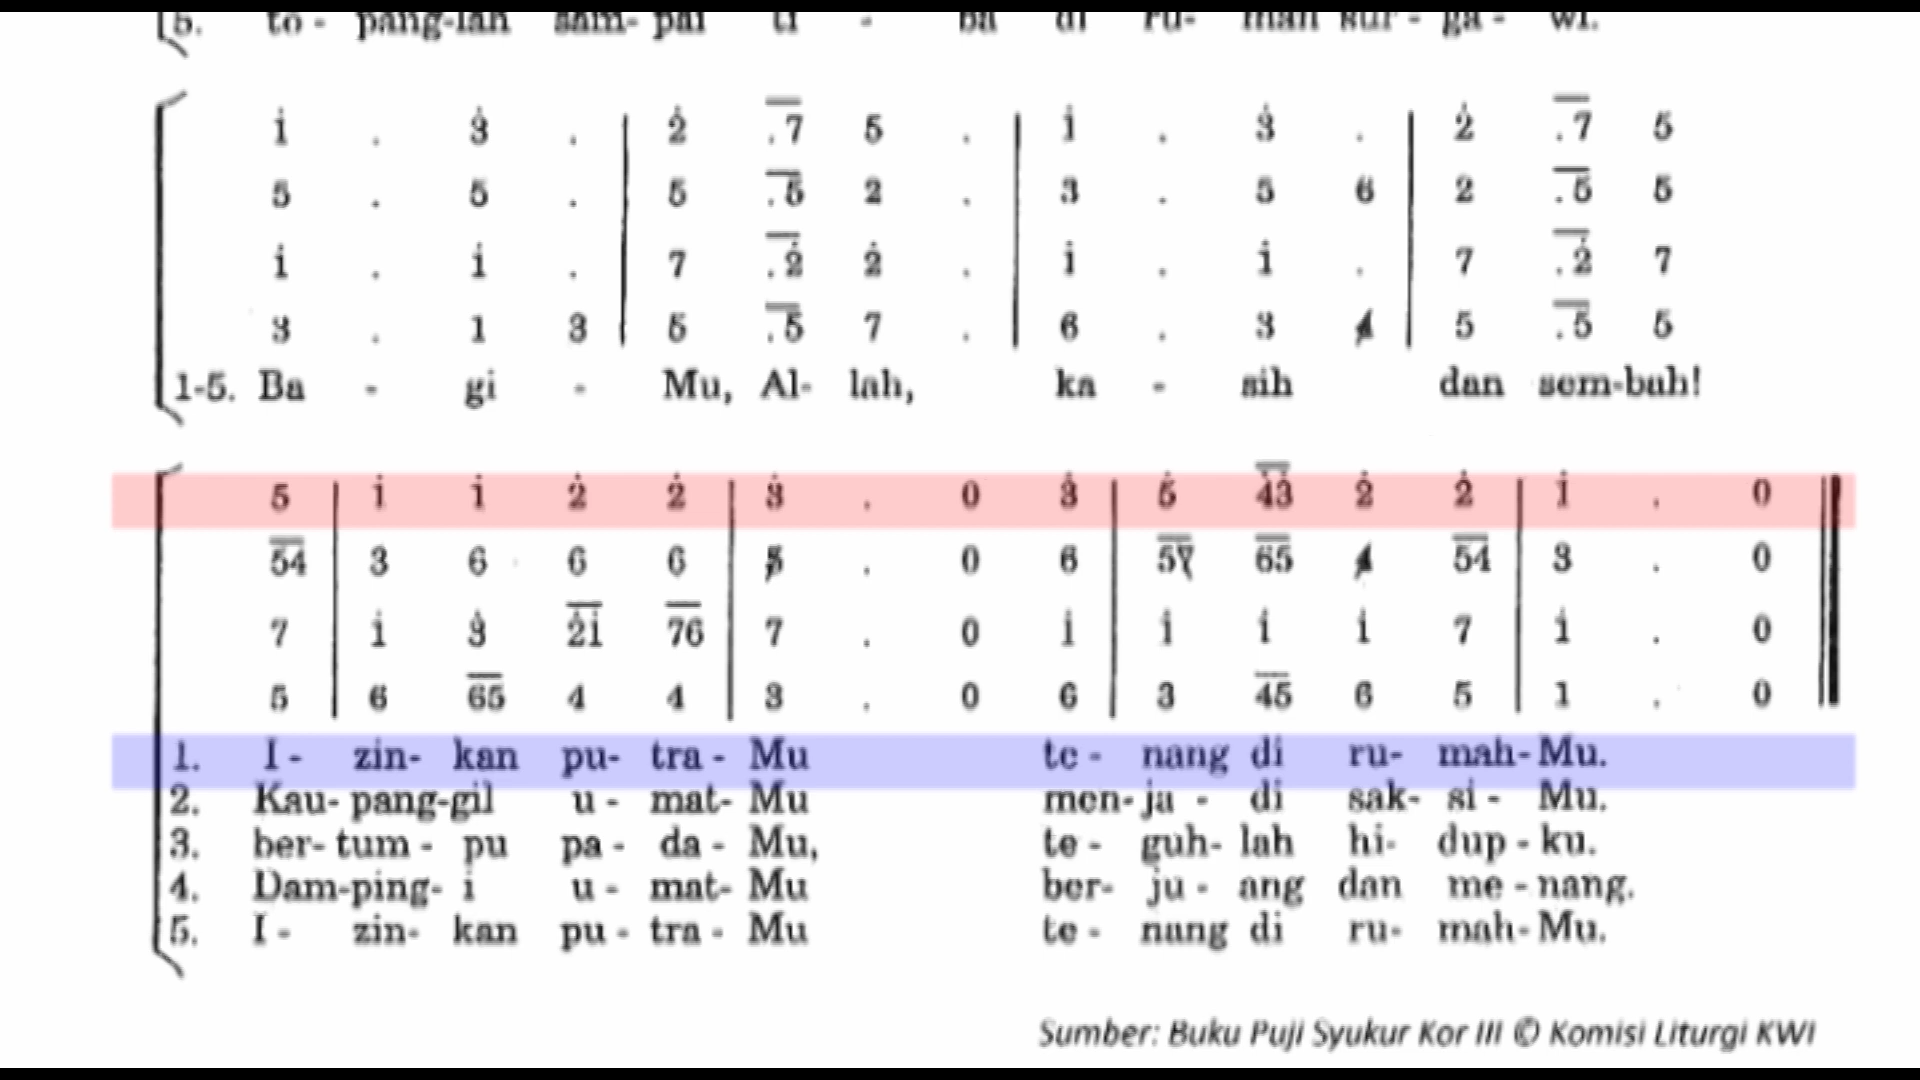 5. to - pang-lah sam- pai ti - ba di ru- mah sur - ga - wi.
i̇ . 3̇ . | 2̇ .7 5 . | i̇ . 3̇ . | 2̇ .7 5
5 . 5 . | 5 .5 2 . | 3 . 5 6 | 2 .5 5
i̇ . i̇ . | 7 .2̇ 2̇ . | i̇ . i̇ . | 7 .2̇ 7
3 . 1 3 | 5 .5 7 . | 6 . 3 4̸ | 5 .5 5
1-5. Ba - gi - Mu, Al- lah, ka - sih dan sem-bah!
5 | i̇ i̇ 2̇ 2̇ | 3̇ . 0 3̇ | 5̇ 4̇3̇ 2̇ 2̇ | i̇ . 0
54 | 3 6 6 6 | 5̸ . 0 6 | 57̸ 65 4̸ 54 | 3 . 0
7 | i̇ 3̇ 2̇i̇ 76 | 7 . 0 i̇ | i̇ i̇ i̇ 7 | i̇ . 0
5 | 6 65 4 4 | 3 . 0 6 | 3 45 6 5 | 1 . 0
1. I - zin- kan pu- tra - Mu te - nang di ru- mah-Mu.
2. Kau- pang-gil u - mat- Mu men- ja - di sak- si - Mu.
3. ber- tum - pu pa - da - Mu, te - guh- lah hi- dup - ku.
4. Dam-ping- i u - mat- Mu ber- ju - ang dan me - nang.
5. I - zin- kan pu - tra - Mu te - nang di ru- mah-Mu.
Sumber: Buku Puji Syukur Kor III © Komisi Liturgi KWI